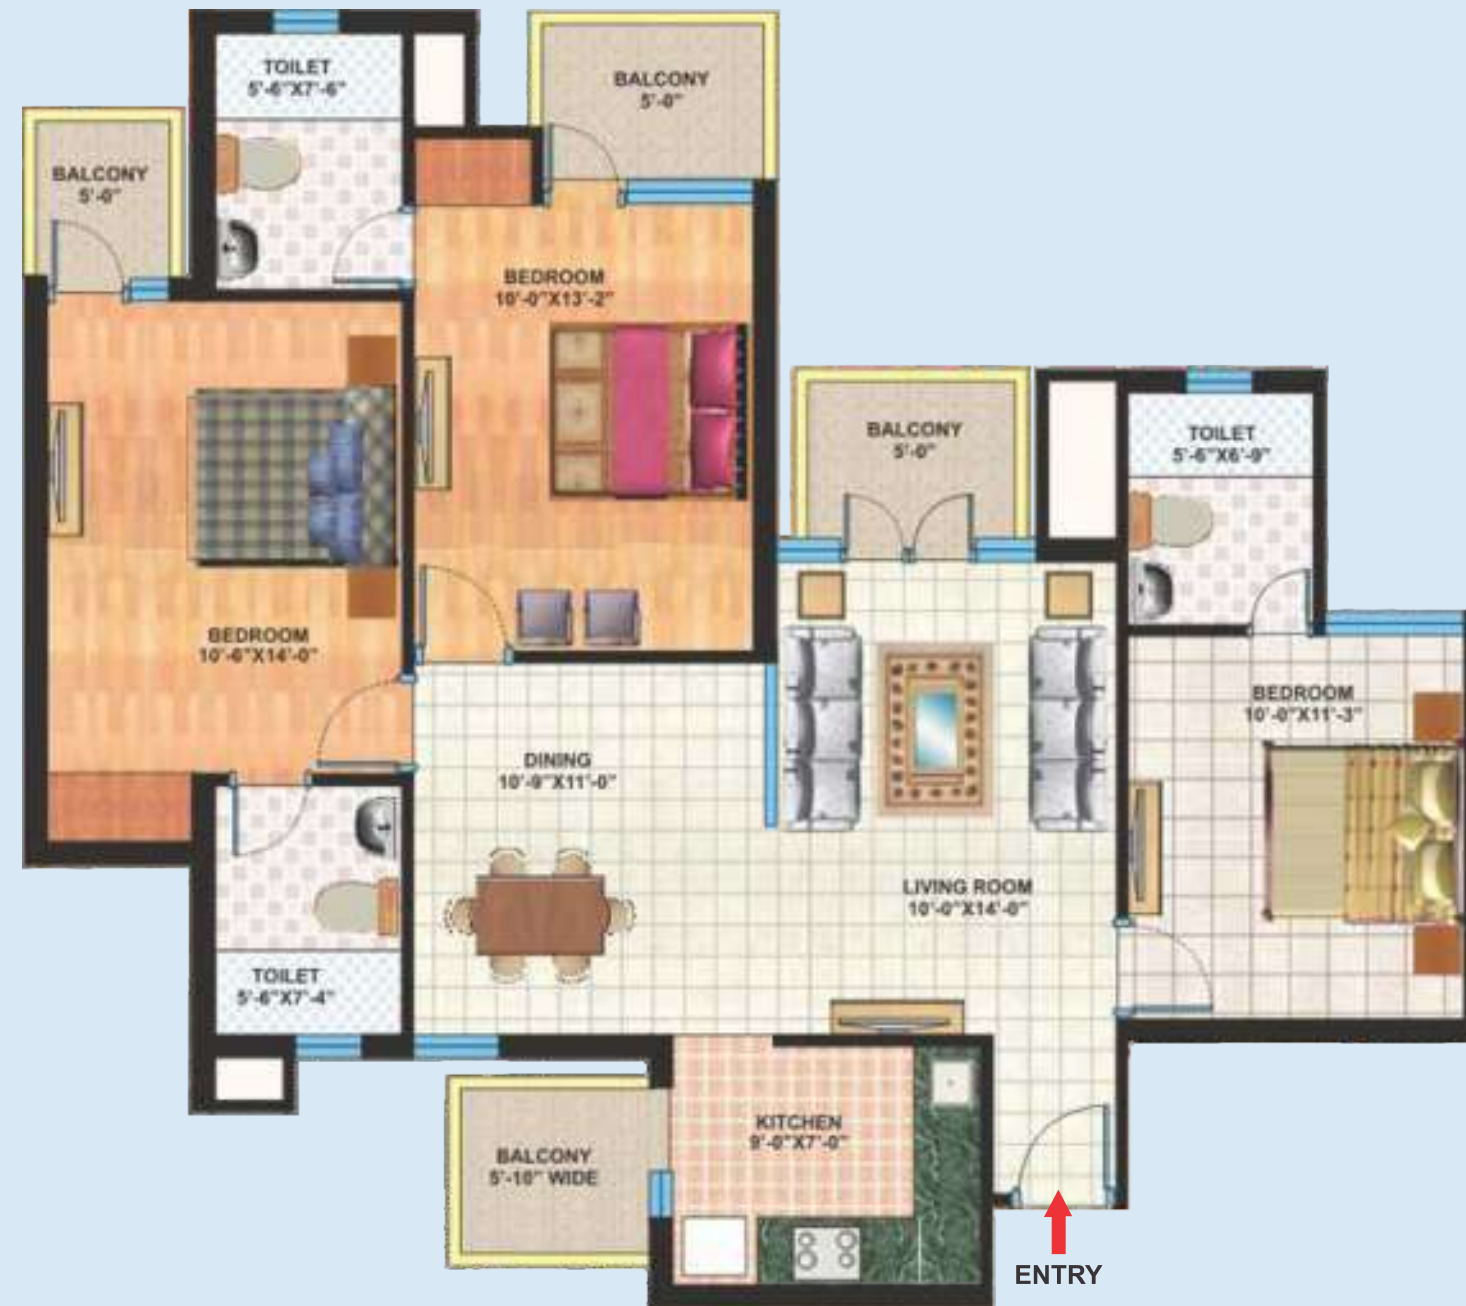 TOILET
5'-6"X7'-6"
BALCONY
5'-0"
BALCONY
5'-0"
BEDROOM
10'-0"X13'-2"
BALCONY
5'-0"
TOILET
5'-6"X6'-9"
BEDROOM
10'-6"X14'-0"
BEDROOM
10'-0"X11'-3"
DINING
10'-9"X11'-0"
LIVING ROOM
10'-0"X14'-0"
TOILET
5'-6"X7'-4"
KITCHEN
9'-0"X7'-0"
BALCONY
5'-10" WIDE
ENTRY